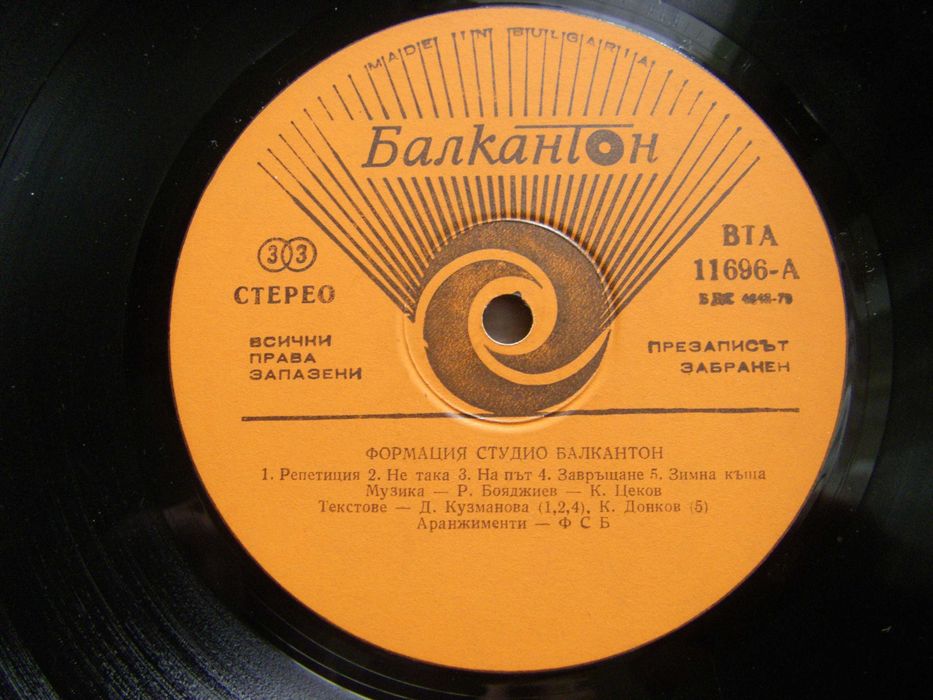 MADE IN BULGARIA
Балкантон
33
СТЕРЕО
ВТА
11696-А
БДС
ВСИЧКИ
ПРАВА
ЗАПАЗЕНИ
ПРЕЗАПИСЪТ
ЗАБРАНЕН
ФОРМАЦИЯ СТУДИО БАЛКАНТОН
1. Репетиция 2. Не така 3. На път 4. Завръщане 5. Зимна къща
Музика — Р. Бояджиев — К. Цеков
Текстове — Д. Кузманова (1,2,4), К. Донков (5)
Аранжименти — Ф С Б